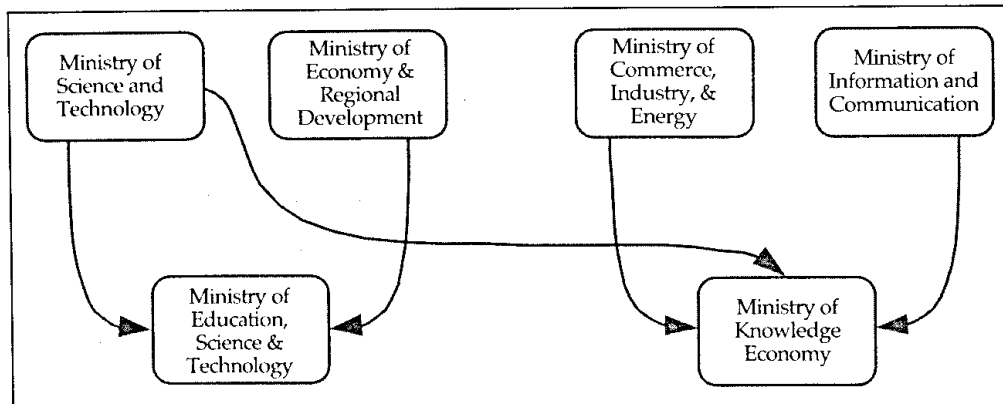 Ministry of
Science and
Technology
Ministry of
Economy &
Regional
Development
Ministry of
Commerce,
Industry, &
Energy
Ministry of
Information and
Communication
Ministry of
Education,
Science &
Technology
Ministry of
Knowledge
Economy